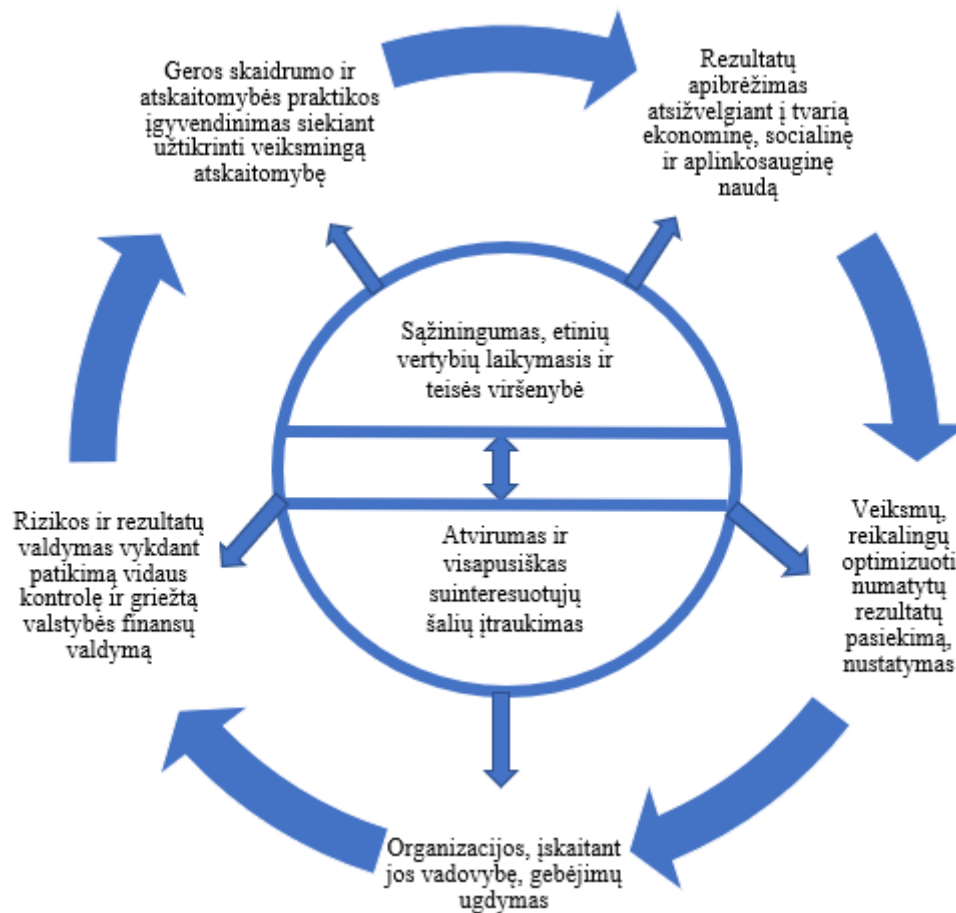 Geros skaidrumo ir
atskaitomybės praktikos
įgyvendinimas siekiant
užtikrinti veiksmingą
atskaitomybę
Rezultatų
apibrėžimas
atsižvelgiant į tvarią
ekonominę, socialinę
ir aplinkosauginę
naudą
Sąžiningumas, etinių
vertybių laikymasis ir
teisės viršenybė
Atvirumas ir
visapusiškas
suinteresuotųjų
šalių įtraukimas
Rizikos ir rezultatų
valdymas vykdant
patikimą vidaus
kontrolę ir griežtą
valstybės finansų
valdymą
Veiksmų,
reikalingų
optimizuoti
numatytų
rezultatų
pasiekimą,
nustatymas
Organizacijos, įskaitant
jos vadovybę, gebėjimų
ugdymas